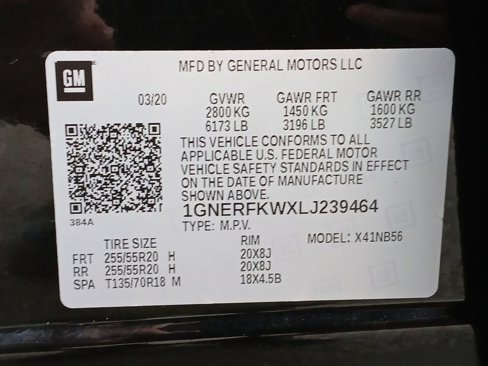 GM
MFD BY GENERAL MOTORS LLC
03/20 GVWR GAWR FRT GAWR RR
2800 KG 1450 KG 1600 KG
6173 LB 3196 LB 3527 LB
THIS VEHICLE CONFORMS TO ALL
APPLICABLE U.S. FEDERAL MOTOR
VEHICLE SAFETY STANDARDS IN EFFECT
ON THE DATE OF MANUFACTURE
SHOWN ABOVE.
384A
1GNERFKWXLJ239464
TYPE: M.P.V.
TIRE SIZE RIM MODEL: X41NB56
FRT 255/55R20 H 20X8J
RR 255/55R20 H 20X8J
SPA T135/70R18 M 18X4.5B